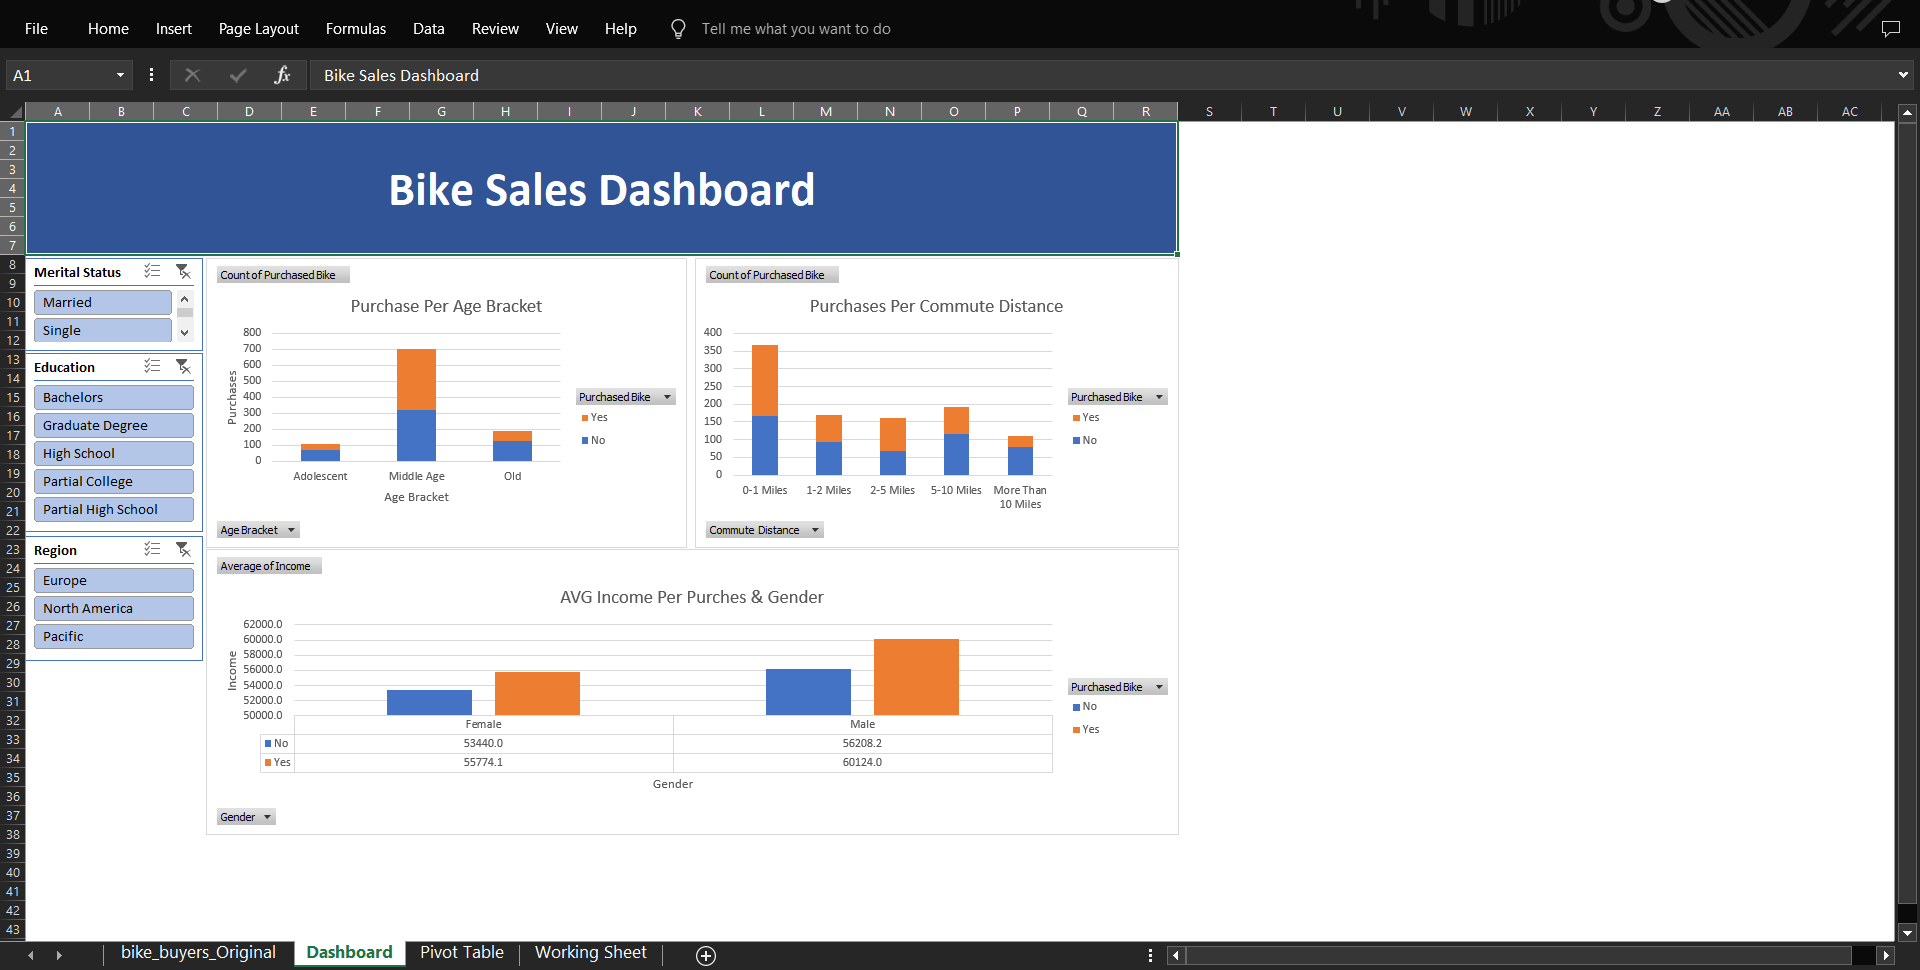 File Home Insert Page Layout Formulas Data Review View Help Tell me what you want to do
A1 fx Bike Sales Dashboard
A B C D E F G H I J K L M N O P Q R S T U V W X Y Z AA AB AC
1
2
3
4
5
6
7
8
9
10
11
12
13
14
15
16
17
18
19
20
21
22
23
24
25
26
27
28
29
30
31
32
33
34
35
36
37
38
39
40
41
42
43
Bike Sales Dashboard
Merital Status
Married
Single
Education
Bachelors
Graduate Degree
High School
Partial College
Partial High School
Region
Europe
North America
Pacific
Count of Purchased Bike
Purchase Per Age Bracket
800
700
600
500
400
300
200
100
0
Purchases
Adolescent Middle Age Old
Age Bracket
Purchased Bike
Yes
No
Age Bracket
Count of Purchased Bike
Purchases Per Commute Distance
400
350
300
250
200
150
100
50
0
0-1 Miles 1-2 Miles 2-5 Miles 5-10 Miles More Than
10 Miles
Purchased Bike
Yes
No
Commute Distance
Average of Income
AVG Income Per Purches & Gender
62000.0
60000.0
58000.0
56000.0
54000.0
52000.0
50000.0
Income
Female Male
No 53440.0 56208.2
Yes 55774.1 60124.0
Gender
Purchased Bike
No
Yes
Gender
bike_buyers_Original Dashboard Pivot Table Working Sheet